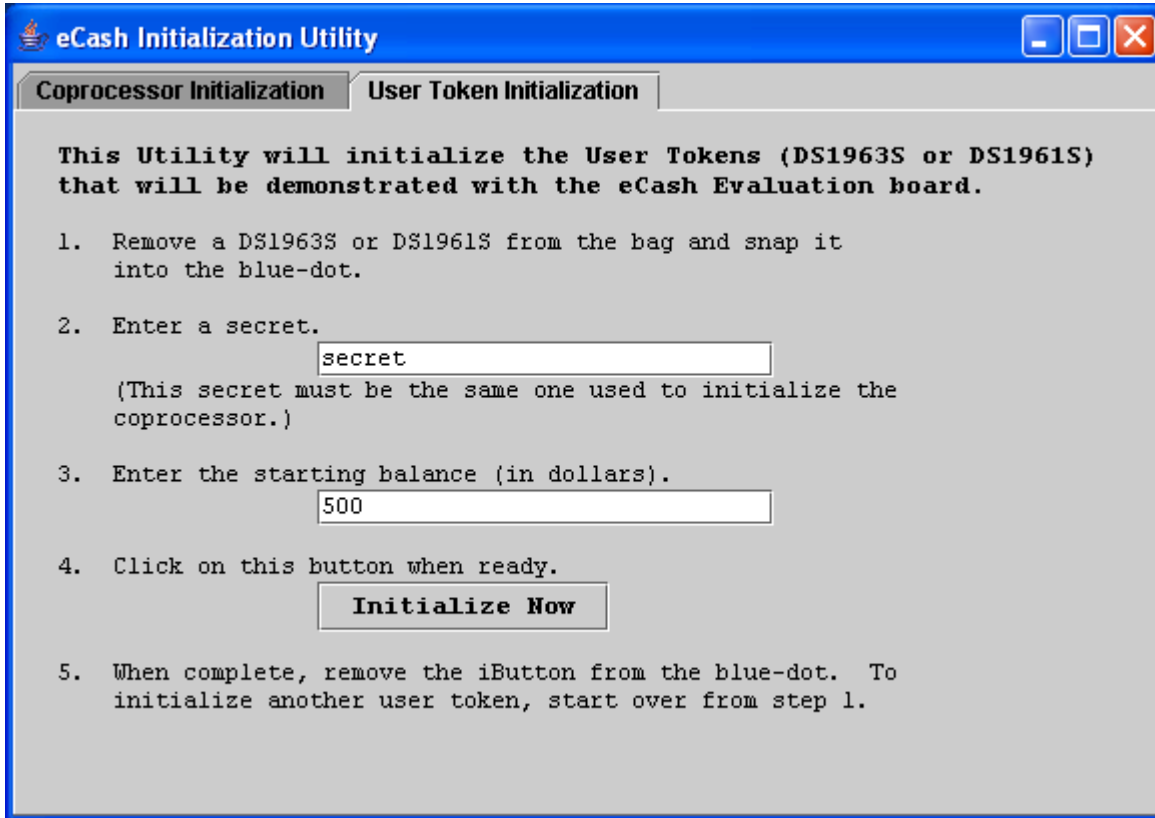 eCash Initialization Utility
Coprocessor Initialization User Token Initialization
This Utility will initialize the User Tokens (DS1963S or DS1961S)
that will be demonstrated with the eCash Evaluation board.
1. Remove a DS1963S or DS1961S from the bag and snap it
into the blue-dot.
2. Enter a secret.
secret
(This secret must be the same one used to initialize the
coprocessor.)
3. Enter the starting balance (in dollars).
500
4. Click on this button when ready.
Initialize Now
5. When complete, remove the iButton from the blue-dot. To
initialize another user token, start over from step 1.